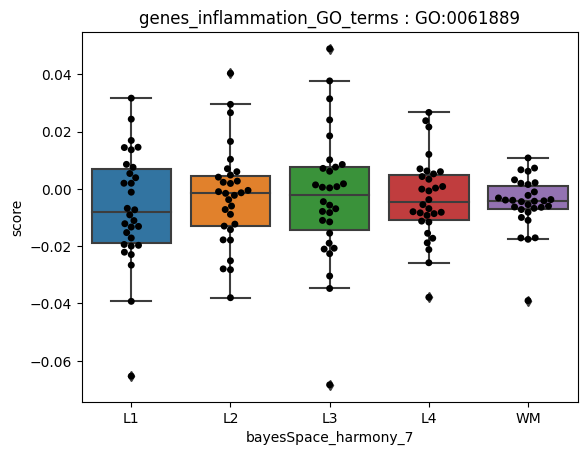 genes_inflammation_GO_terms : GO:0061889
score
0.04
0.02
0.00
−0.02
−0.04
−0.06
L1 L2 L3 L4 WM
bayesSpace_harmony_7